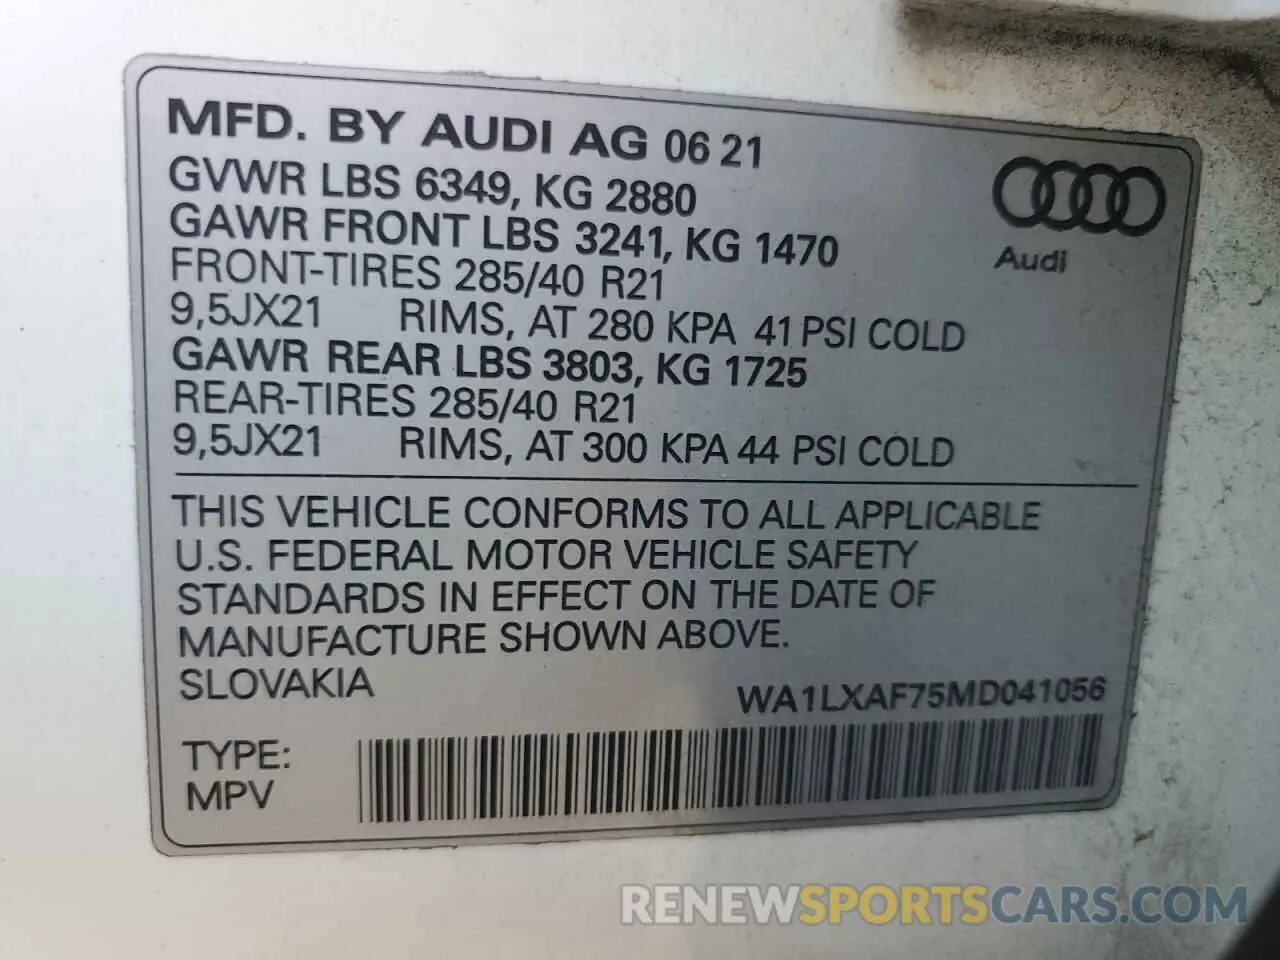 MFD. BY AUDI AG 06 21
GVWR LBS 6349, KG 2880
GAWR FRONT LBS 3241, KG 1470
FRONT-TIRES 285/40 R21
9,5JX21 RIMS, AT 280 KPA 41 PSI COLD
GAWR REAR LBS 3803, KG 1725
REAR-TIRES 285/40 R21
9,5JX21 RIMS, AT 300 KPA 44 PSI COLD
Audi
THIS VEHICLE CONFORMS TO ALL APPLICABLE
U.S. FEDERAL MOTOR VEHICLE SAFETY
STANDARDS IN EFFECT ON THE DATE OF
MANUFACTURE SHOWN ABOVE.
SLOVAKIA
WA1LXAF75MD041056
TYPE:
MPV
RENEWSPORTSCARS.COM